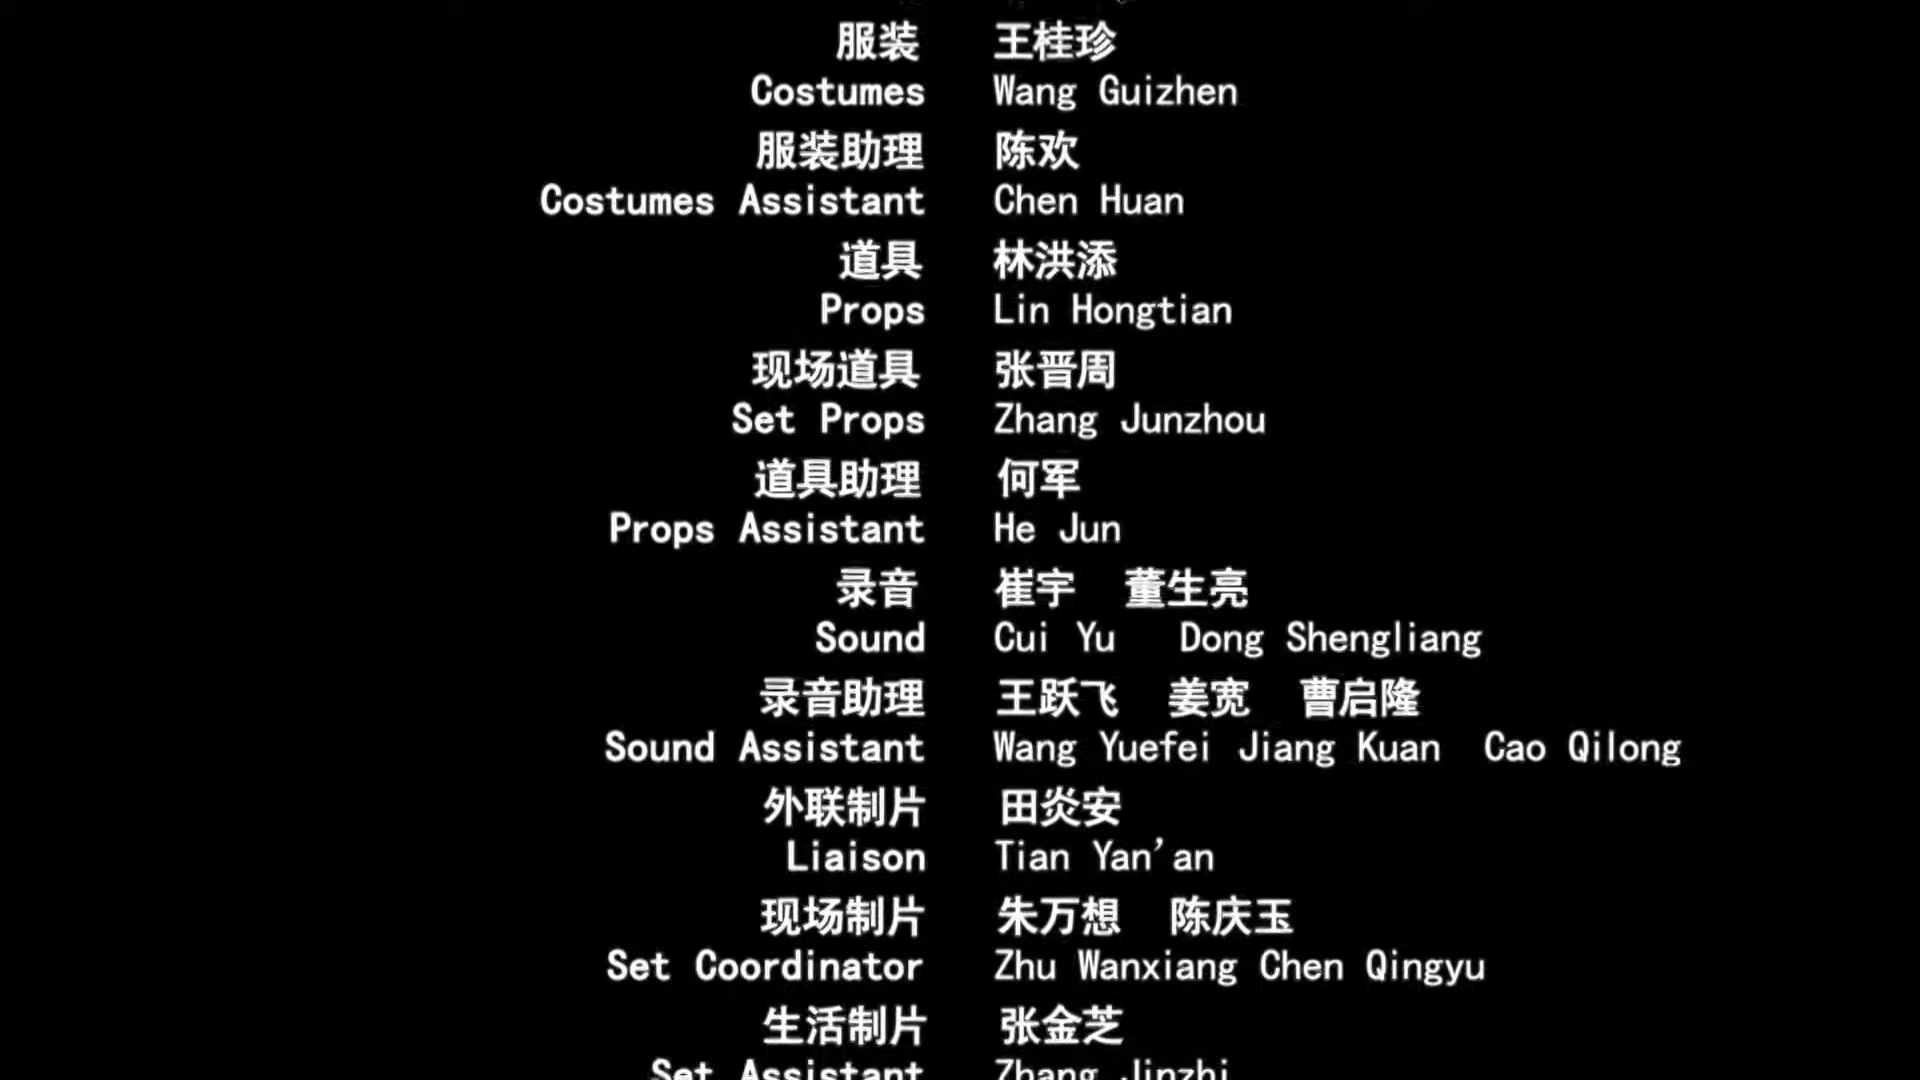 服装 王桂珍
Costumes Wang Guizhen
服装助理 陈欢
Costumes Assistant Chen Huan
道具 林洪添
Props Lin Hongtian
现场道具 张晋周
Set Props Zhang Junzhou
道具助理 何军
Props Assistant He Jun
录音 崔宇 董生亮
Sound Cui Yu Dong Shengliang
录音助理 王跃飞 姜宽 曹启隆
Sound Assistant Wang Yuefei Jiang Kuan Cao Qilong
外联制片 田炎安
Liaison Tian Yan'an
现场制片 朱万想 陈庆玉
Set Coordinator Zhu Wanxiang Chen Qingyu
生活制片 张金芝
Set Assistant Zhang Jinzhi